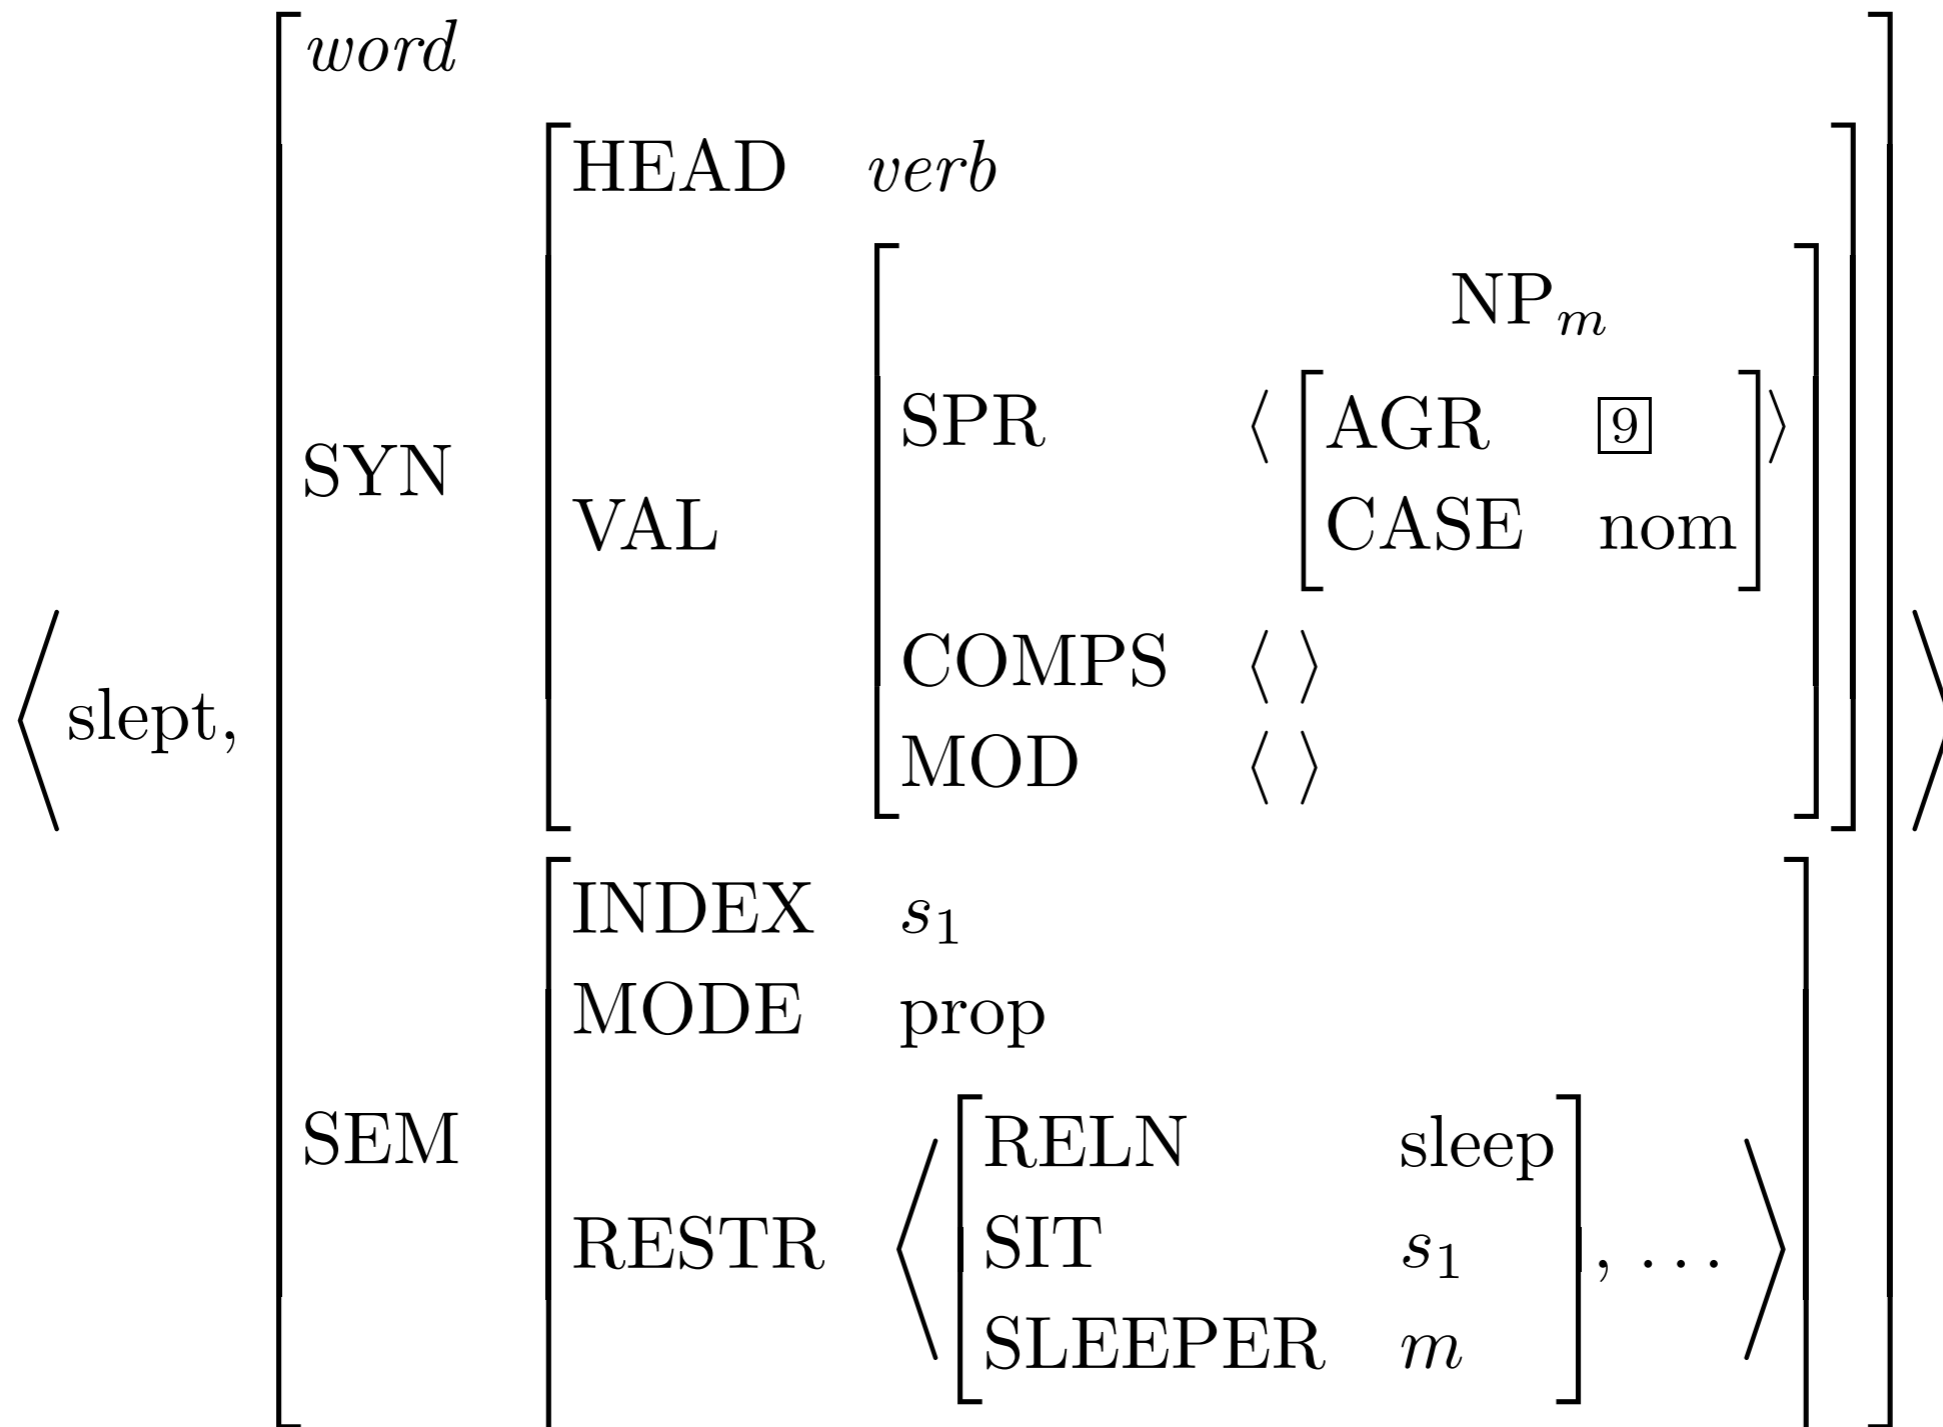 word
HEAD verb
NPₘ
SPR ⟨ [AGR 9] ⟩
SYN
VAL CASE nom
COMPS ⟨ ⟩
⟨ slept,
MOD ⟨ ⟩
INDEX s₁
MODE prop
RELN sleep
SEM
RESTR ⟨ SIT s₁ , … ⟩
SLEEPER m